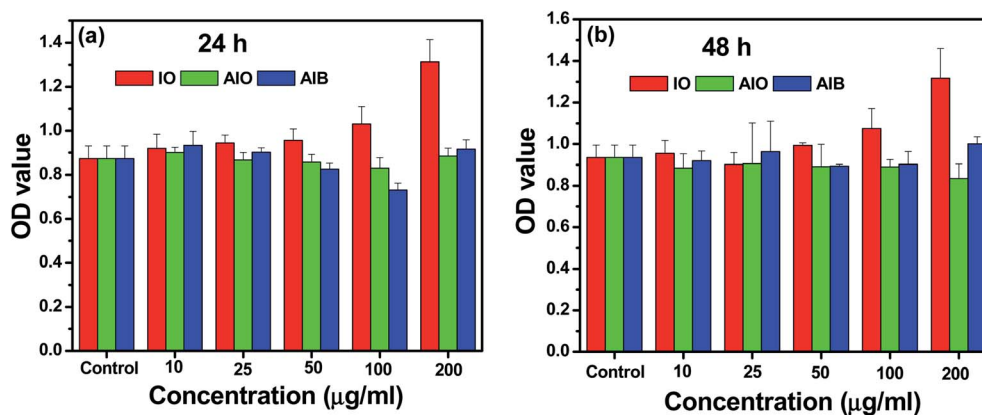 (a)
24 h
IO AIO AIB
OD value
1.4
1.2
1.0
0.8
0.6
0.4
0.2
0.0
Control 10 25 50 100 200
Concentration (µg/ml)
(b)
48 h
IO AIO AIB
OD value
1.6
1.4
1.2
1.0
0.8
0.6
0.4
0.2
0.0
Control 10 25 50 100 200
Concentration (µg/ml)